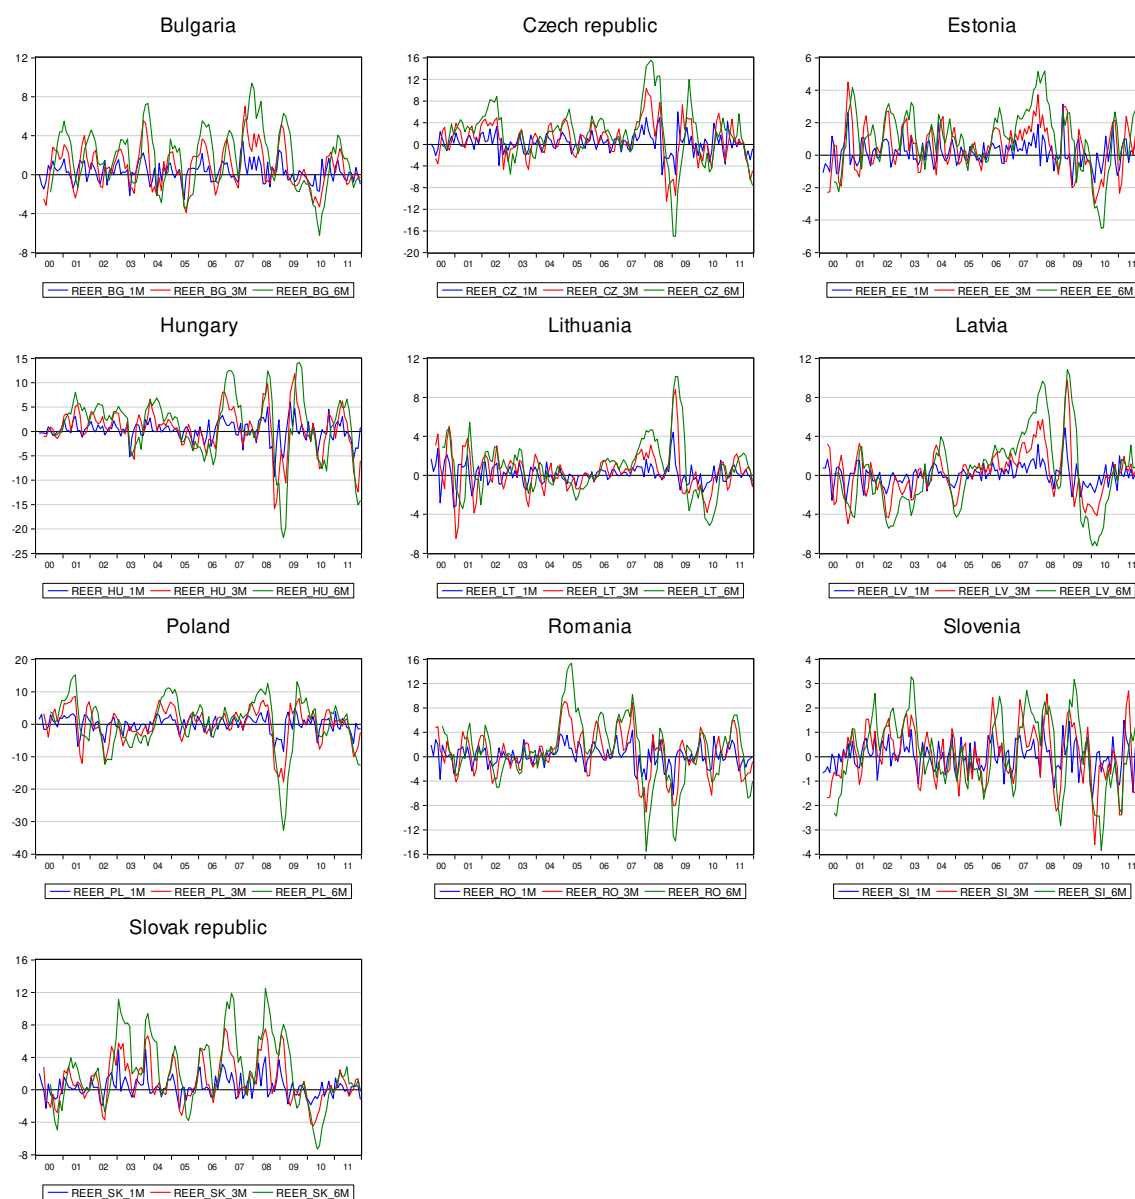 Bulgaria
12
8
4
0
-4
-8
00 01 02 03 04 05 06 07 08 09 10 11
REER_BG_1M REER_BG_3M REER_BG_6M
Czech republic
16
12
8
4
0
-4
-8
-12
-16
-20
00 01 02 03 04 05 06 07 08 09 10 11
REER_CZ_1M REER_CZ_3M REER_CZ_6M
Estonia
6
4
2
0
-2
-4
-6
00 01 02 03 04 05 06 07 08 09 10 11
REER_EE_1M REER_EE_3M REER_EE_6M
Hungary
15
10
5
0
-5
-10
-15
-20
-25
00 01 02 03 04 05 06 07 08 09 10 11
REER_HU_1M REER_HU_3M REER_HU_6M
Lithuania
12
8
4
0
-4
-8
00 01 02 03 04 05 06 07 08 09 10 11
REER_LT_1M REER_LT_3M REER_LT_6M
Latvia
12
8
4
0
-4
-8
00 01 02 03 04 05 06 07 08 09 10 11
REER_LV_1M REER_LV_3M REER_LV_6M
Poland
20
10
0
-10
-20
-30
-40
00 01 02 03 04 05 06 07 08 09 10 11
REER_PL_1M REER_PL_3M REER_PL_6M
Romania
16
12
8
4
0
-4
-8
-12
-16
00 01 02 03 04 05 06 07 08 09 10 11
REER_RO_1M REER_RO_3M REER_RO_6M
Slovenia
4
3
2
1
0
-1
-2
-3
-4
00 01 02 03 04 05 06 07 08 09 10 11
REER_SI_1M REER_SI_3M REER_SI_6M
Slovak republic
16
12
8
4
0
-4
-8
00 01 02 03 04 05 06 07 08 09 10 11
REER_SK_1M REER_SK_3M REER_SK_6M